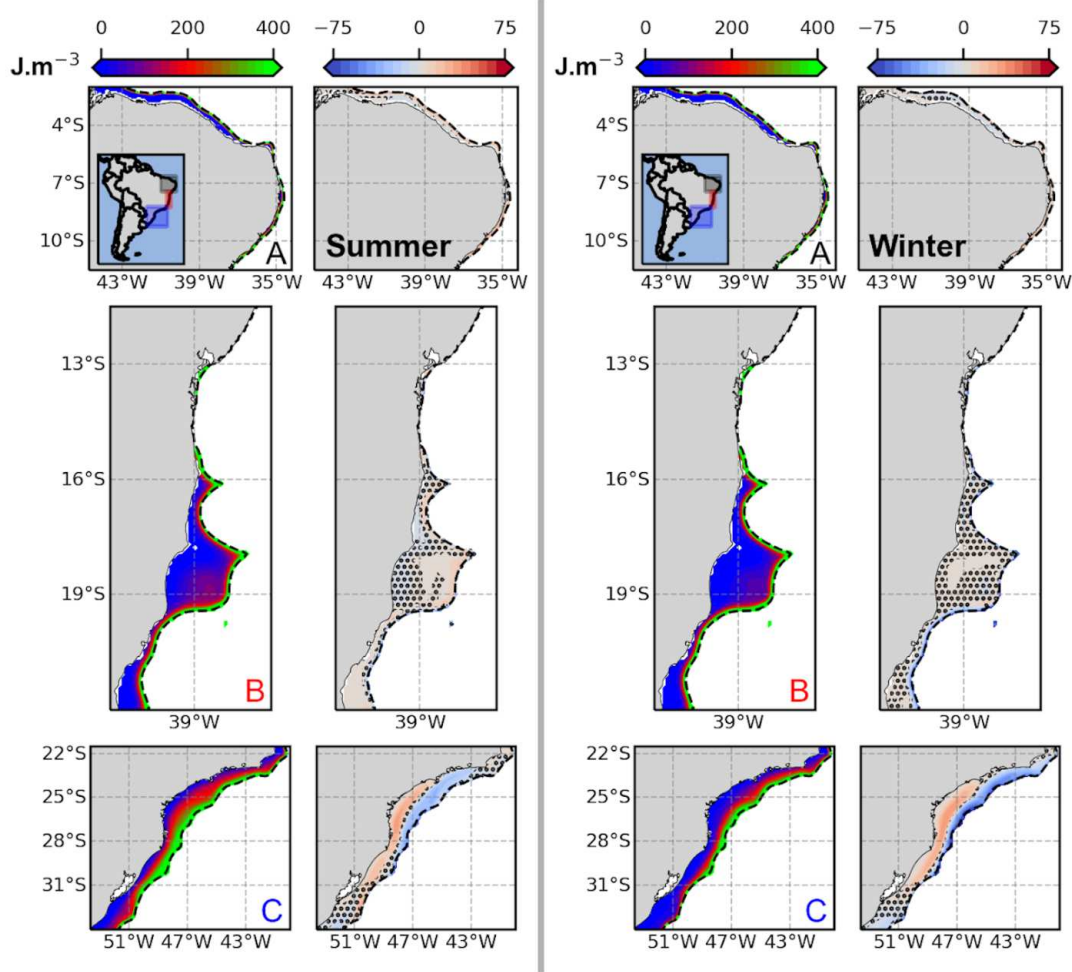 0 200 400 −75 0 75 0 200 400 −75 0 75
J.m−3 J.m−3
4°S 4°S
7°S 7°S
10°S 10°S
A Summer A Winter
43°W 39°W 35°W 43°W 39°W 35°W 43°W 39°W 35°W 43°W 39°W 35°W
13°S 13°S
16°S 16°S
19°S 19°S
B B
39°W 39°W 39°W 39°W
22°S 22°S
25°S 25°S
28°S 28°S
31°S 31°S
C C
51°W 47°W 43°W 51°W 47°W 43°W 51°W 47°W 43°W 51°W 47°W 43°W